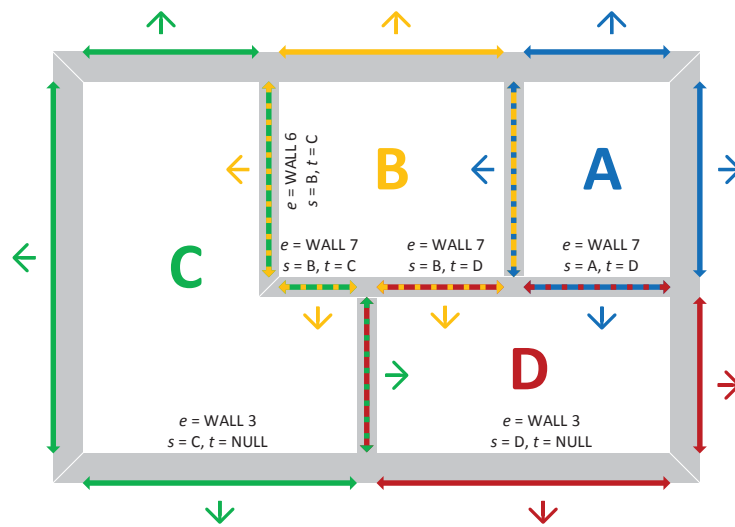 e = WALL 6
s = B, t = C
B
A
C
e = WALL 7
s = B, t = C
e = WALL 7
s = B, t = D
e = WALL 7
s = A, t = D
D
e = WALL 3
s = C, t = NULL
e = WALL 3
s = D, t = NULL